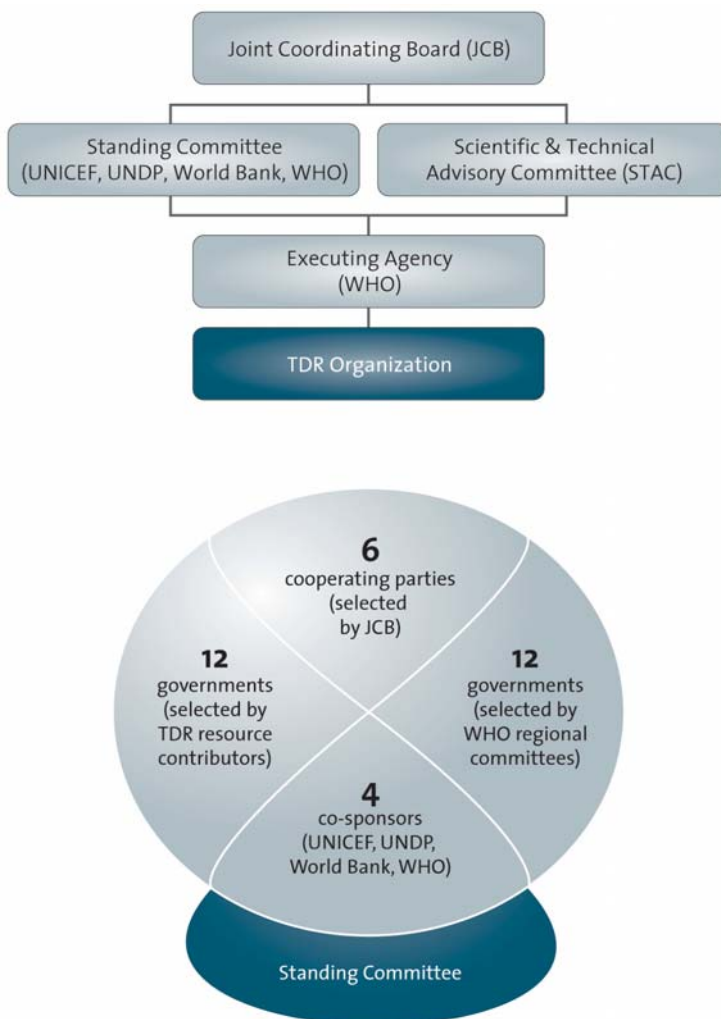 Joint Coordinating Board (JCB)
Standing Committee
(UNICEF, UNDP, World Bank, WHO)
Scientific & Technical
Advisory Committee (STAC)
Executing Agency
(WHO)
TDR Organization
6
cooperating parties
(selected
by JCB)
12
governments
(selected by
TDR resource
contributors)
12
governments
(selected by
WHO regional
committees)
4
co-sponsors
(UNICEF, UNDP,
World Bank, WHO)
Standing Committee